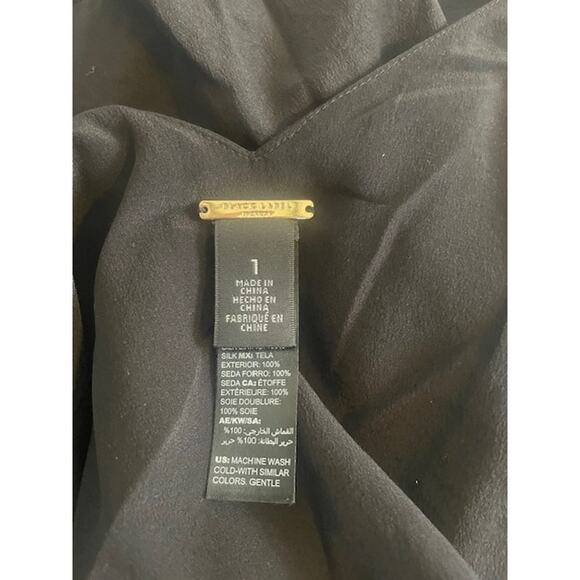 BLACK LABEL
1
MADE IN
CHINA
HECHO EN
CHINA
FABRIQUÉ EN
CHINE
SILK MX: TELA
EXTERIOR: 100%
SEDA FORRO: 100%
SEDA CA: ÉTOFFE
EXTÉRIEURE: 100%
SOIE DOUBLURE:
100% SOIE
AE/KW/SA:
القماش الخارجي: 100%
حرير البطانة: 100% حرير
US: MACHINE WASH
COLD-WITH SIMILAR
COLORS. GENTLE